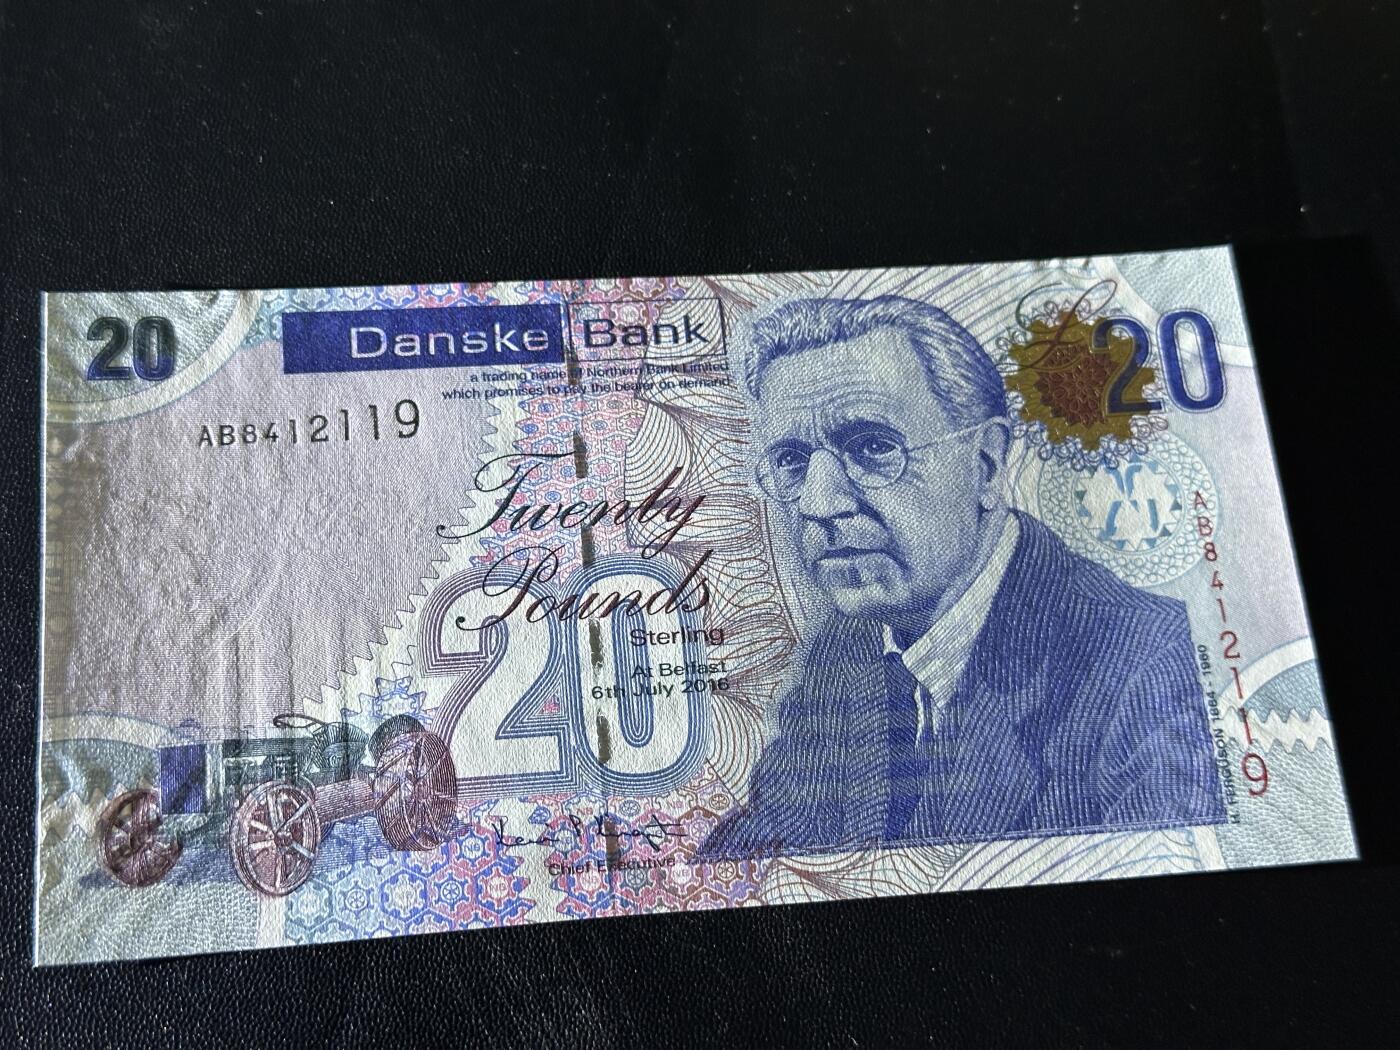 20
Danske Bank
a trading name of Northern Bank Limited
which promises to pay the bearer on demand
£20
AB8412119
Twenty
Pounds
20
Sterling
At Belfast
6th July 2016
Chief Executive
AB8412119
H FERGUSON 1884 - 1960